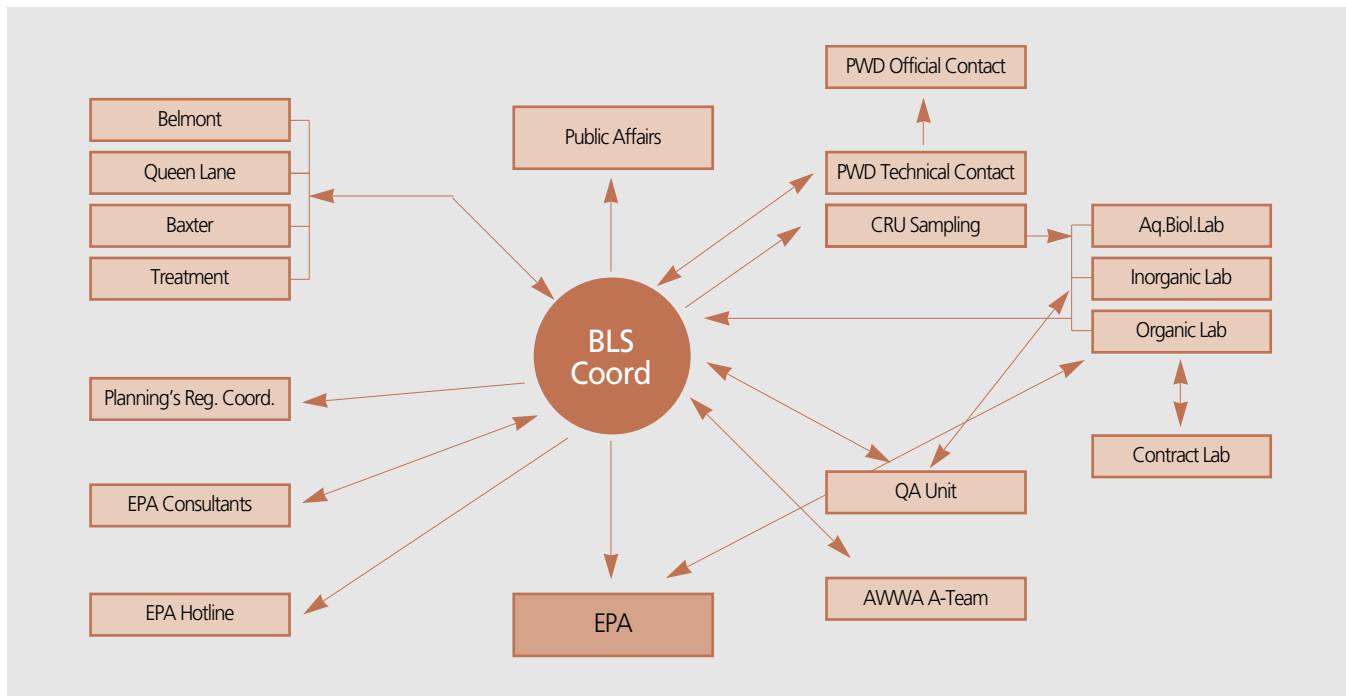 PWD Official Contact
Belmont
Public Affairs
Queen Lane
PWD Technical Contact
Baxter
CRU Sampling
Aq.Biol.Lab
Treatment
Inorganic Lab
Organic Lab
BLS
Coord
Planning's Reg. Coord.
Contract Lab
EPA Consultants
QA Unit
AWWA A-Team
EPA Hotline
EPA